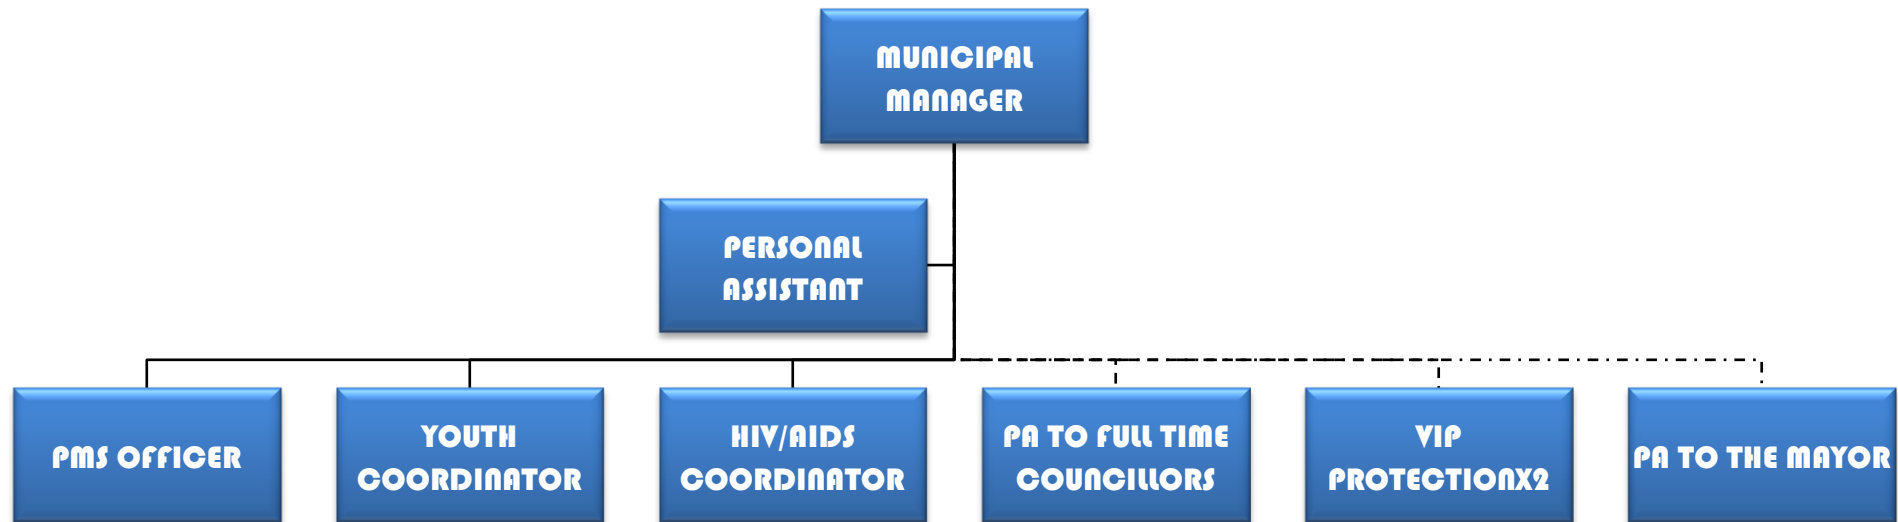 MUNICIPAL
MANAGER
PERSONAL
ASSISTANT
PMS OFFICER
YOUTH
COORDINATOR
HIV/AIDS
COORDINATOR
PA TO FULL TIME
COUNCILLORS
VIP
PROTECTIONX2
PA TO THE MAYOR